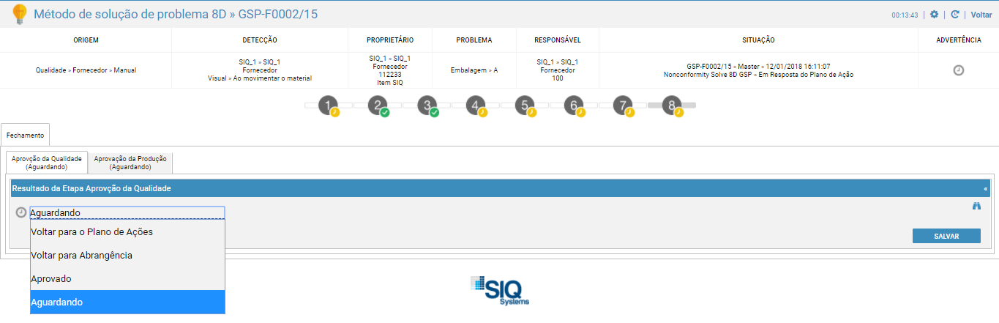 Método de solução de problema 8D » GSP-F0002/15
00:13:43 | | | Voltar
ORIGEM DETECÇÃO PROPRIETÁRIO PROBLEMA RESPONSÁVEL SITUAÇÃO ADVERTÊNCIA
Qualidade » Fornecedor » Manual
SIQ_1 » SIQ_1
Fornecedor
Visual » Ao movimentar o material
SIQ_1 » SIQ_1
Fornecedor
112233
Item SIQ
Embalagem » A
SIQ_1 » SIQ_1
Fornecedor
100
GSP-F0002/15 » Master » 12/01/2018 16:11:07
Nonconformity Solve 8D GSP » Em Resposta do Plano de Ação
1 2 3 4 5 6 7 8
Fechamento
Aprovção da Qualidade
(Aguardando)
Aprovação da Produção
(Aguardando)
Resultado da Etapa Aprovção da Qualidade «
Aguardando
Voltar para o Plano de Ações
Voltar para Abrangência
Aprovado
Aguardando
SALVAR
SIQ
Systems